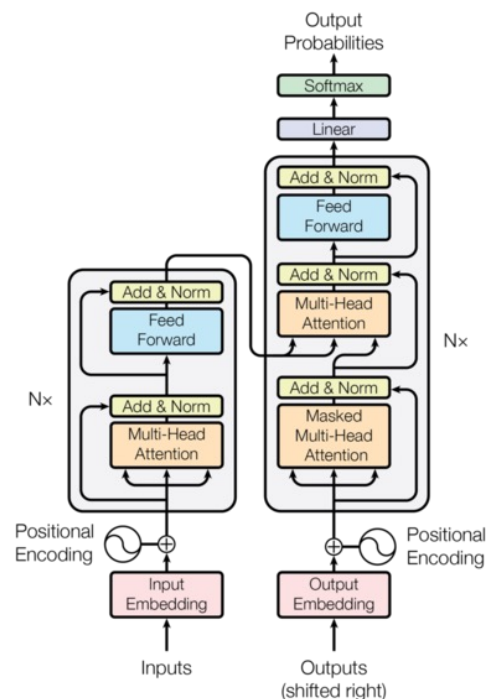 Output
Probabilities
Softmax
Linear
Add & Norm
Feed
Forward
Add & Norm
Multi-Head
Attention
Add & Norm
Masked
Multi-Head
Attention
Nx
Add & Norm
Feed
Forward
Add & Norm
Multi-Head
Attention
Nx
Positional
Encoding
Positional
Encoding
Input
Embedding
Output
Embedding
Inputs
Outputs
(shifted right)